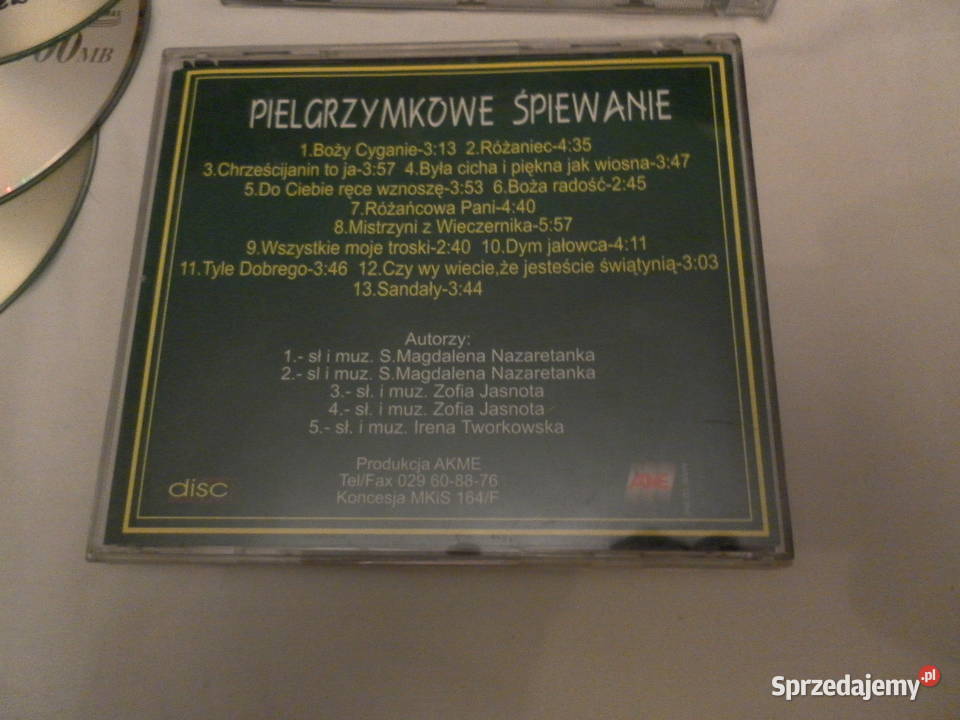 00MB
PIELGRZYMKOWE ŚPIEWANIE
1.Boży Cyganie-3:13 2.Różaniec-4:35
3.Chrześcijanin to ja-3:57 4.Była cicha i piękna jak wiosna-3:47
5.Do Ciebie ręce wznoszę-3:53 6.Boża radość-2:45
7.Różańcowa Pani-4:40
8.Mistrzyni z Wieczernika-5:57
9.Wszystkie moje troski-2:40 10.Dym jałowca-4:11
11.Tyle Dobrego-3:46 12.Czy wy wiecie,że jesteście świątynią-3:03
13.Sandały-3:44
Autorzy:
1.- sł i muz. S.Magdalena Nazaretanka
2.- sl i muz. S.Magdalena Nazaretanka
3.- sł. i muz. Zofia Jasnota
4.- sł. i muz. Zofia Jasnota
5.- sł. i muz. Irena Tworkowska
Produkcja AKME
Tel/Fax 029 60-88-76
Koncesja MKiS 164/F
disc
Sprzedajemy.pl